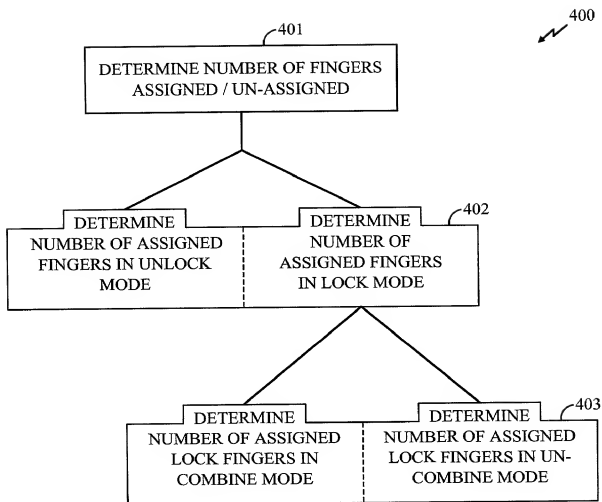 400
401
DETERMINE NUMBER OF FINGERS
ASSIGNED / UN-ASSIGNED
402
DETERMINE
NUMBER OF ASSIGNED
FINGERS IN UNLOCK
MODE
DETERMINE
NUMBER OF
ASSIGNED FINGERS
IN LOCK MODE
403
DETERMINE
NUMBER OF ASSIGNED
LOCK FINGERS IN
COMBINE MODE
DETERMINE
NUMBER OF ASSIGNED
LOCK FINGERS IN UN-
COMBINE MODE